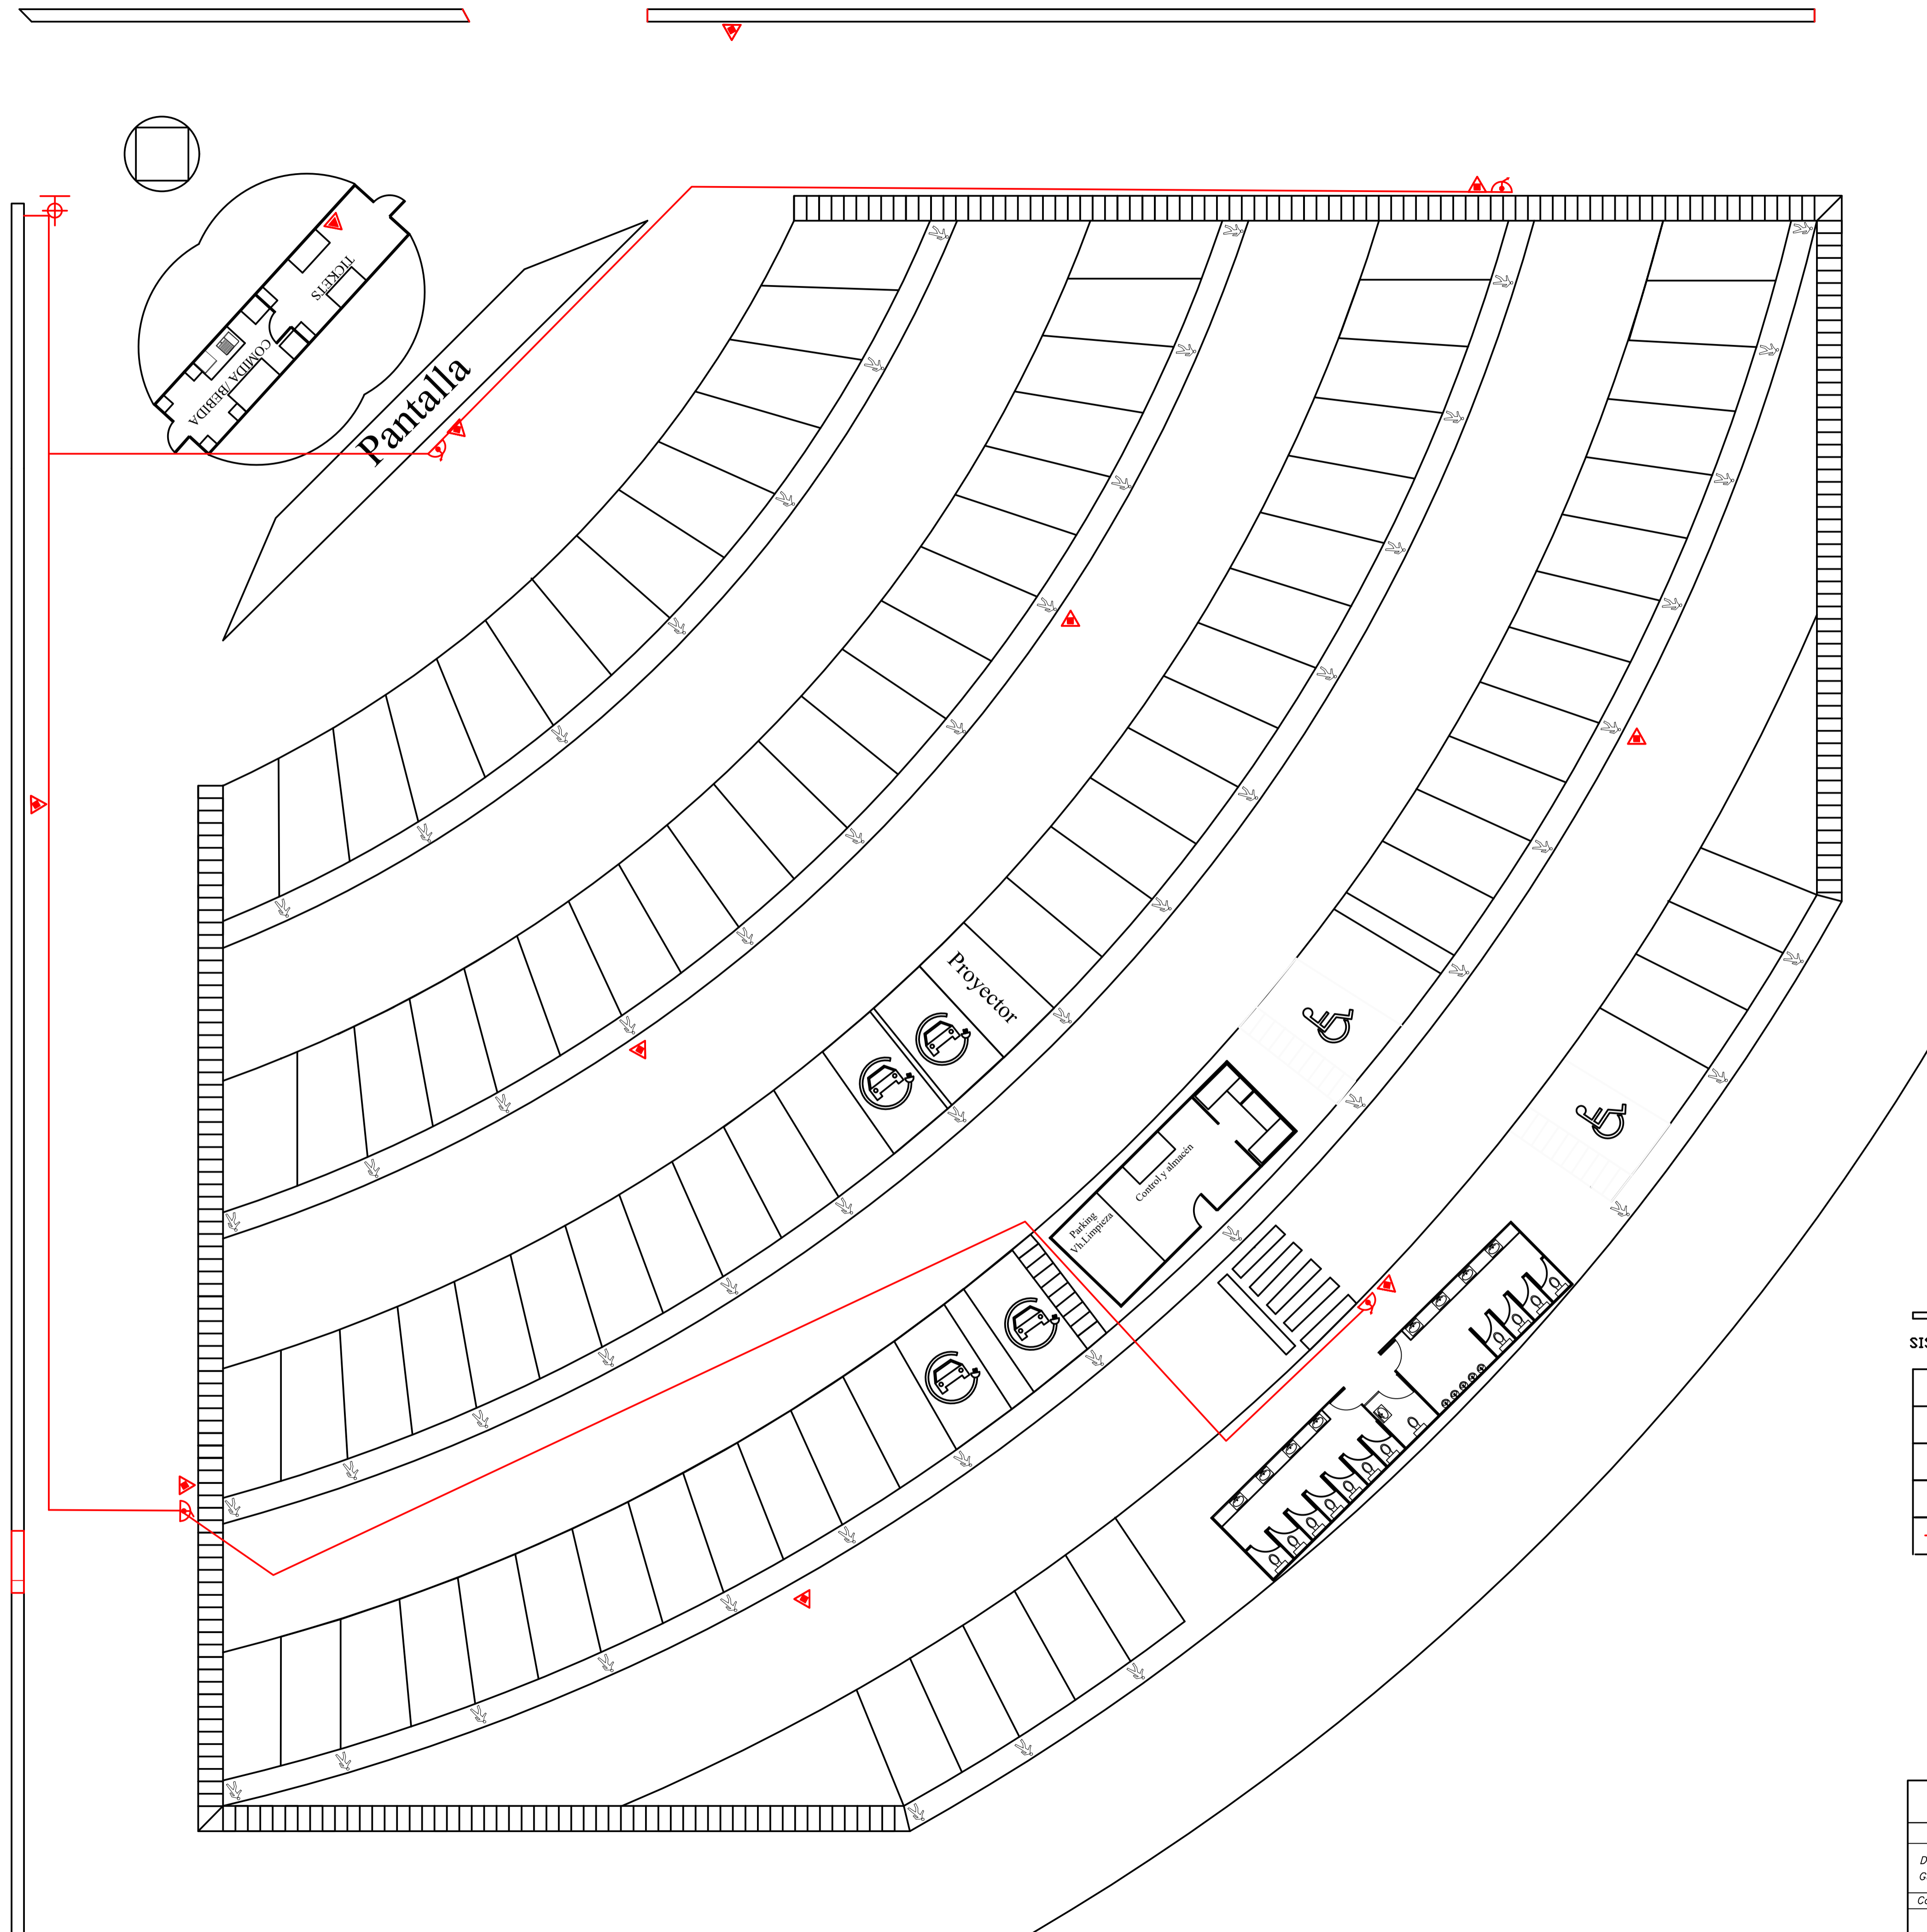 TICKETS
COMIDA/BEBIDA
Pantalla
Proyector
Control y almacén
Parking
Vh.Limpieza